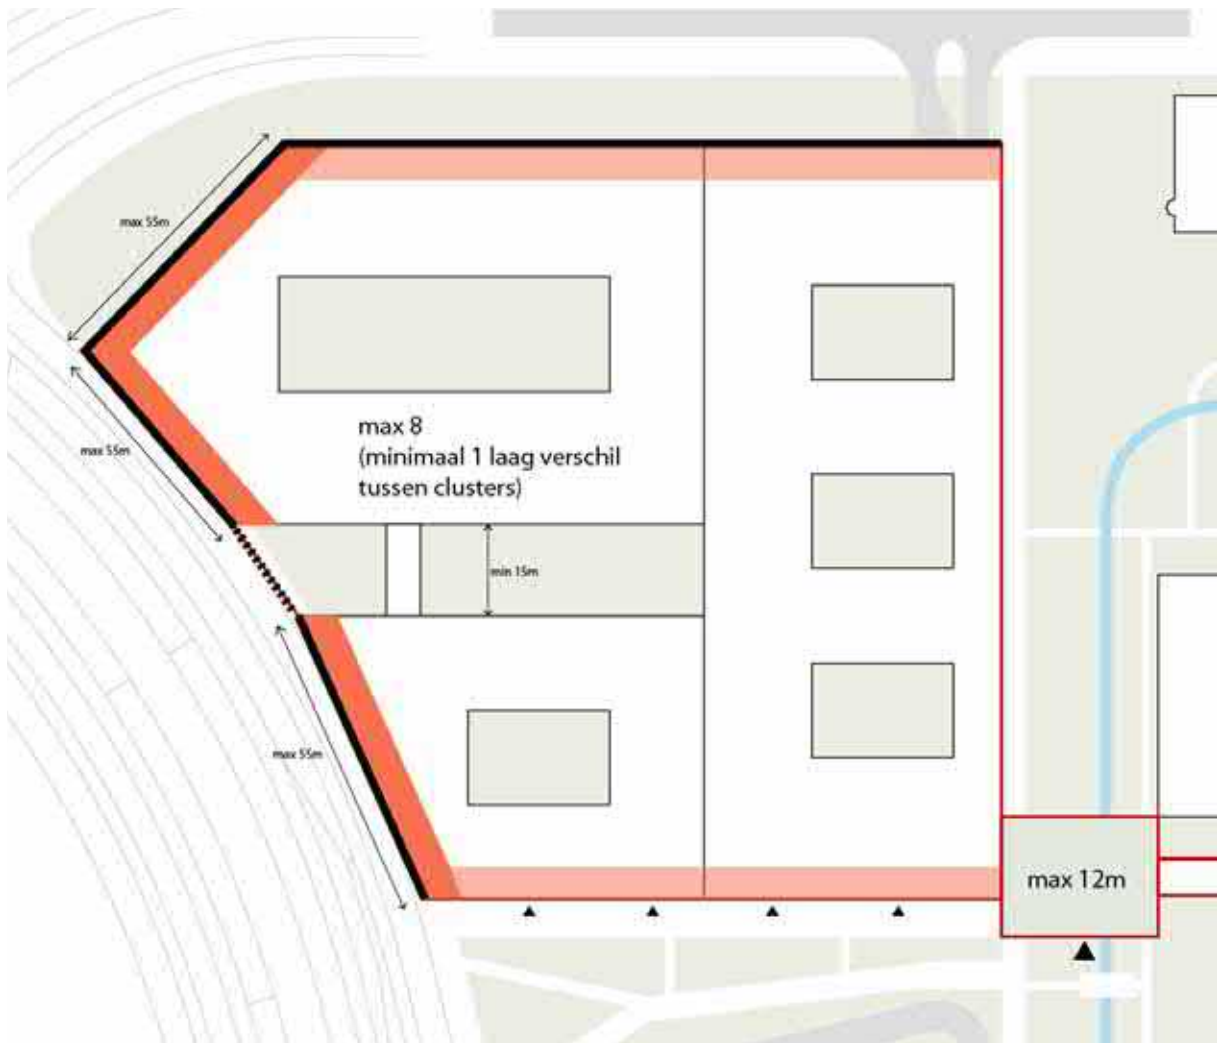 max 55m
max 55m
max 8
(minimaal 1 laag verschil
tussen clusters)
min 15m
max 55m
max 12m